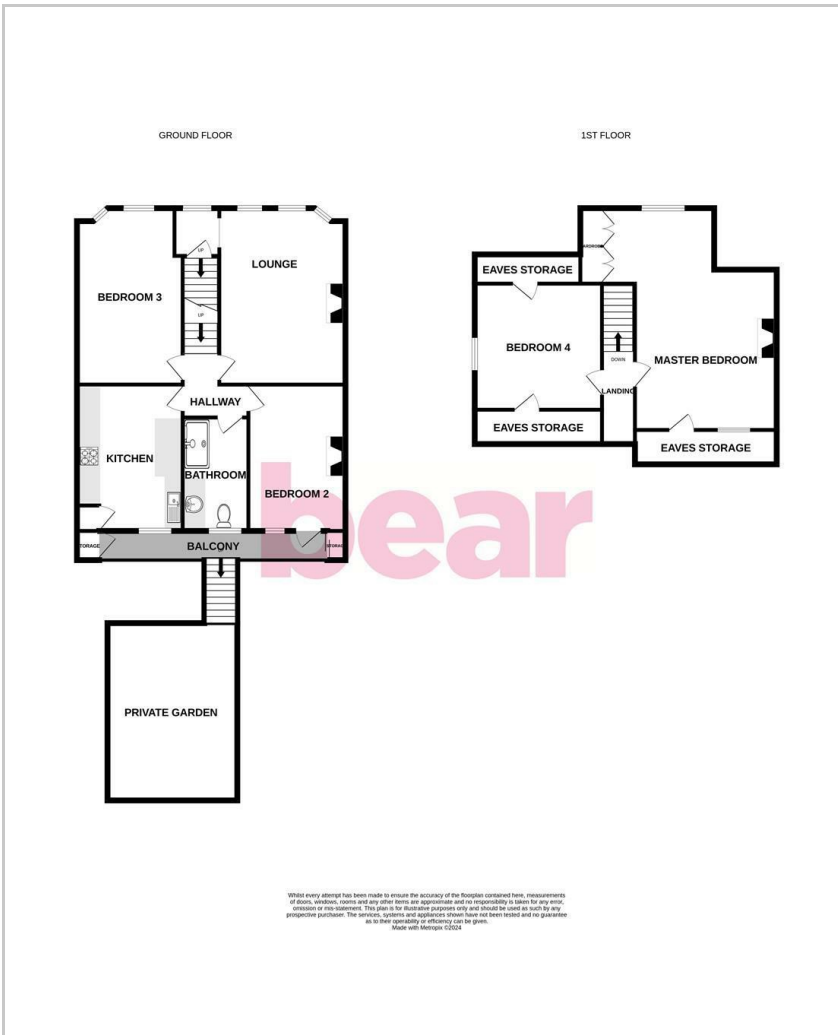 GROUND FLOOR
1ST FLOOR
UP
LOUNGE
BEDROOM 3
UP
HALLWAY
KITCHEN
BATHROOM
BEDROOM 2
TORAGE
BALCONY
STORAG
PRIVATE GARDEN
ARDROBE
EAVES STORAGE
BEDROOM 4
DOWN
MASTER BEDROOM
LANDING
EAVES STORAGE
EAVES STORAGE
bear
Whilst every attempt has been made to ensure the accuracy of the floorplan contained here, measurements
of doors, windows, rooms and any other items are approximate and no responsibility is taken for any error,
omission or mis-statement. This plan is for illustrative purposes only and should be used as such by any
prospective purchaser. The services, systems and appliances shown have not been tested and no guarantee
as to their operability or efficiency can be given.
Made with Metropix ©2024